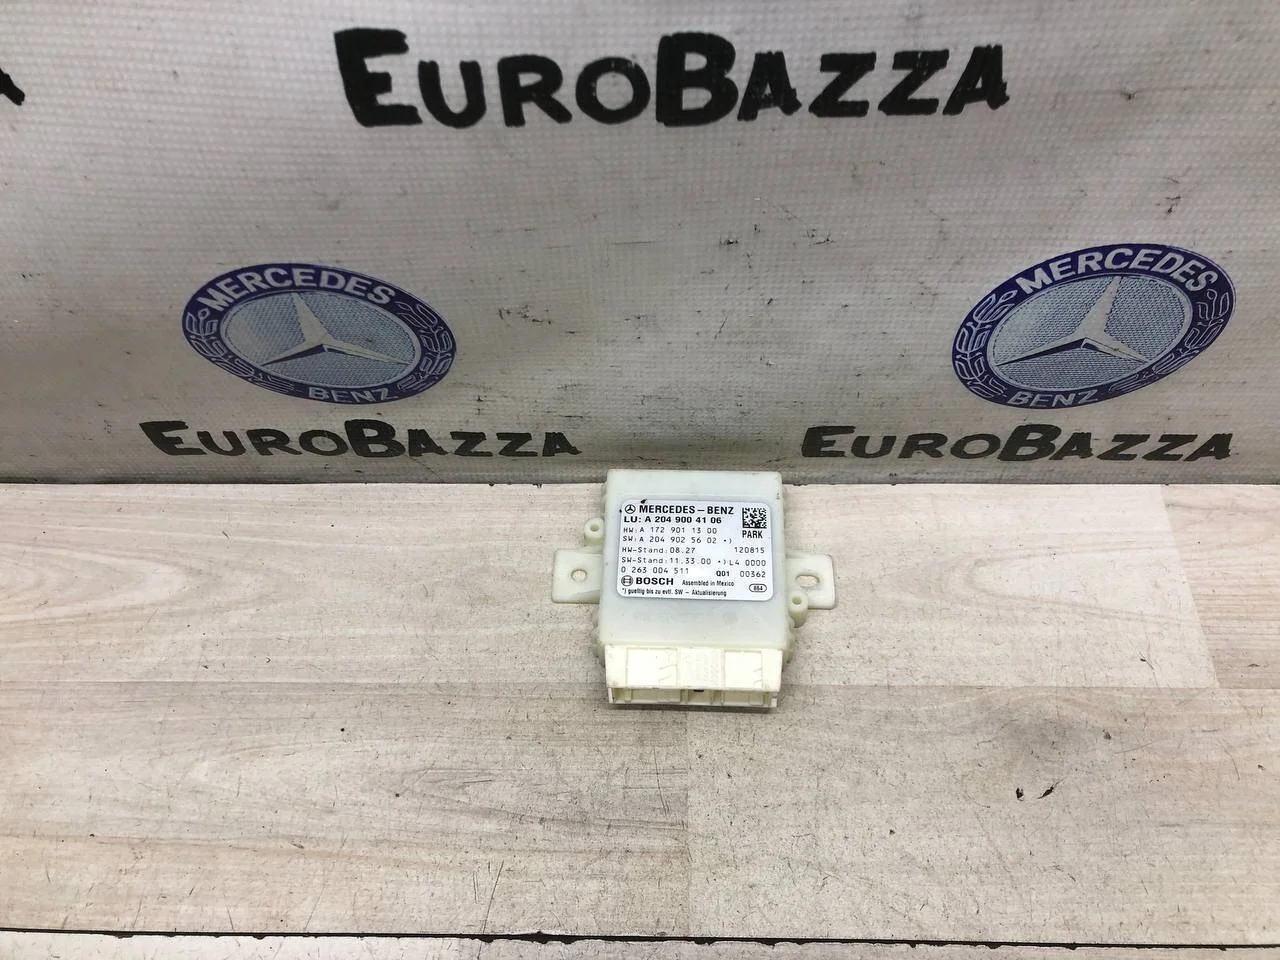 EUROBAZZA
MERCEDES
BENZ
MERCEDES
BENZ
EUROBAZZA
EUROBAZZA
MERCEDES-BENZ
LU: A 204 900 41 06
HW: A 172 901 13 00
SW: A 204 902 56 02 *)
PARK
HW-Stand: 08.27 120815
SW-Stand: 11.33.00 *) L4 0000
0 263 004 511 Q01 00362
BOSCH Assembled in Mexico
*) gueltig bis zu evtl. SW - Aktualisierung